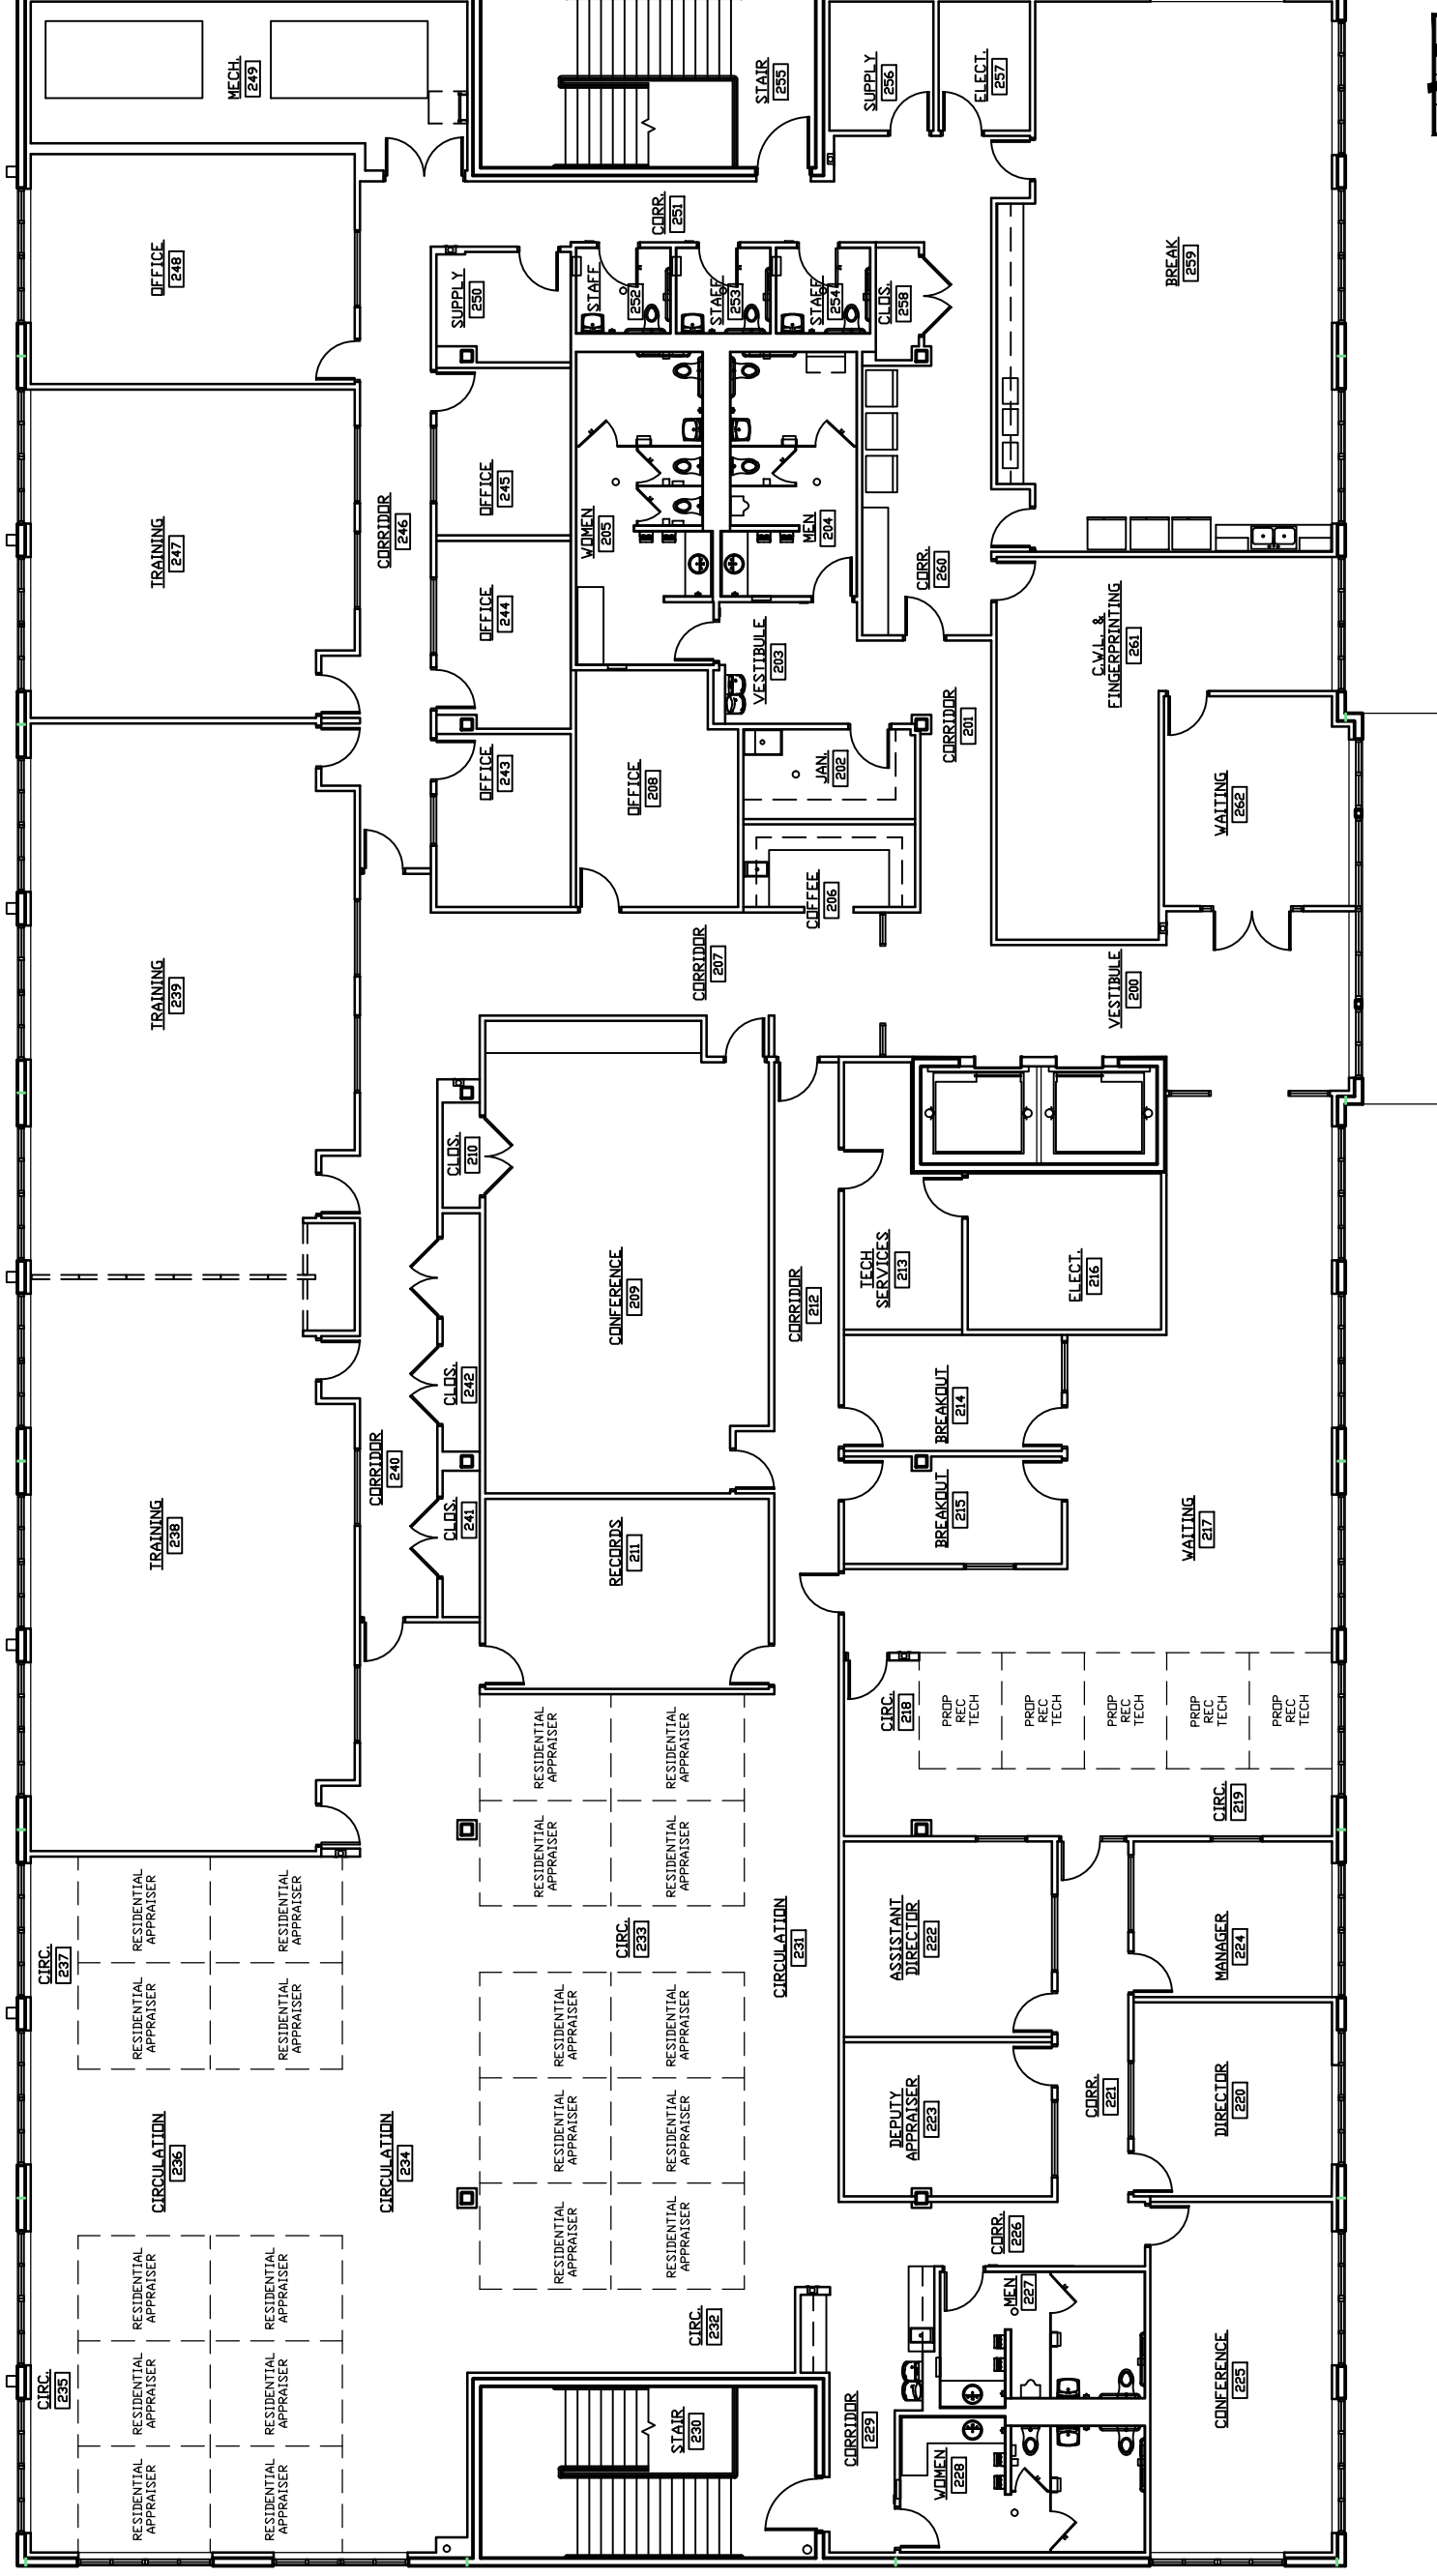 MECH.
249
STAIR
255
SUPPLY
256
ELECT.
257
OFFICE
248
CORR.
251
SUPPLY
250
STAFF
252
STAFF
253
STAFF
254
CLOS.
258
BREAK
259
TRAINING
247
CORRIDOR
246
OFFICE
245
WOMEN
205
MEN
204
OFFICE
244
CORR.
260
C.W.L. &
FINGERPRINTING
261
VESTIBULE
203
OFFICE
243
OFFICE
208
JAN.
202
CORRIDOR
201
WAITING
262
COFFEE
206
TRAINING
239
CORRIDOR
207
VESTIBULE
200
CLOS.
210
CONFERENCE
209
CORRIDOR
212
TECH
SERVICES
213
ELECT.
216
CLOS.
242
BREAKOUT
214
CORRIDOR
240
CLOS.
241
TRAINING
238
RECORDS
211
BREAKOUT
215
WAITING
217
CIRC.
218
PROP
REC
TECH
PROP
REC
TECH
PROP
REC
TECH
PROP
REC
TECH
PROP
REC
TECH
CIRC.
219
RESIDENTIAL
APPRAISER
RESIDENTIAL
APPRAISER
RESIDENTIAL
APPRAISER
RESIDENTIAL
APPRAISER
CIRC.
237
RESIDENTIAL
APPRAISER
RESIDENTIAL
APPRAISER
RESIDENTIAL
APPRAISER
RESIDENTIAL
APPRAISER
CIRC.
233
CIRCULATION
231
ASSISTANT
DIRECTOR
222
MANAGER
224
RESIDENTIAL
APPRAISER
RESIDENTIAL
APPRAISER
RESIDENTIAL
APPRAISER
RESIDENTIAL
APPRAISER
RESIDENTIAL
APPRAISER
RESIDENTIAL
APPRAISER
CIRCULATION
236
CIRCULATION
234
DEPUTY
APPRAISER
223
CORR.
221
DIRECTOR
220
CORR.
226
RESIDENTIAL
APPRAISER
RESIDENTIAL
APPRAISER
RESIDENTIAL
APPRAISER
RESIDENTIAL
APPRAISER
RESIDENTIAL
APPRAISER
RESIDENTIAL
APPRAISER
CIRC.
235
CIRC.
232
MEN
227
STAIR
230
CORRIDOR
229
WOMEN
228
CONFERENCE
225